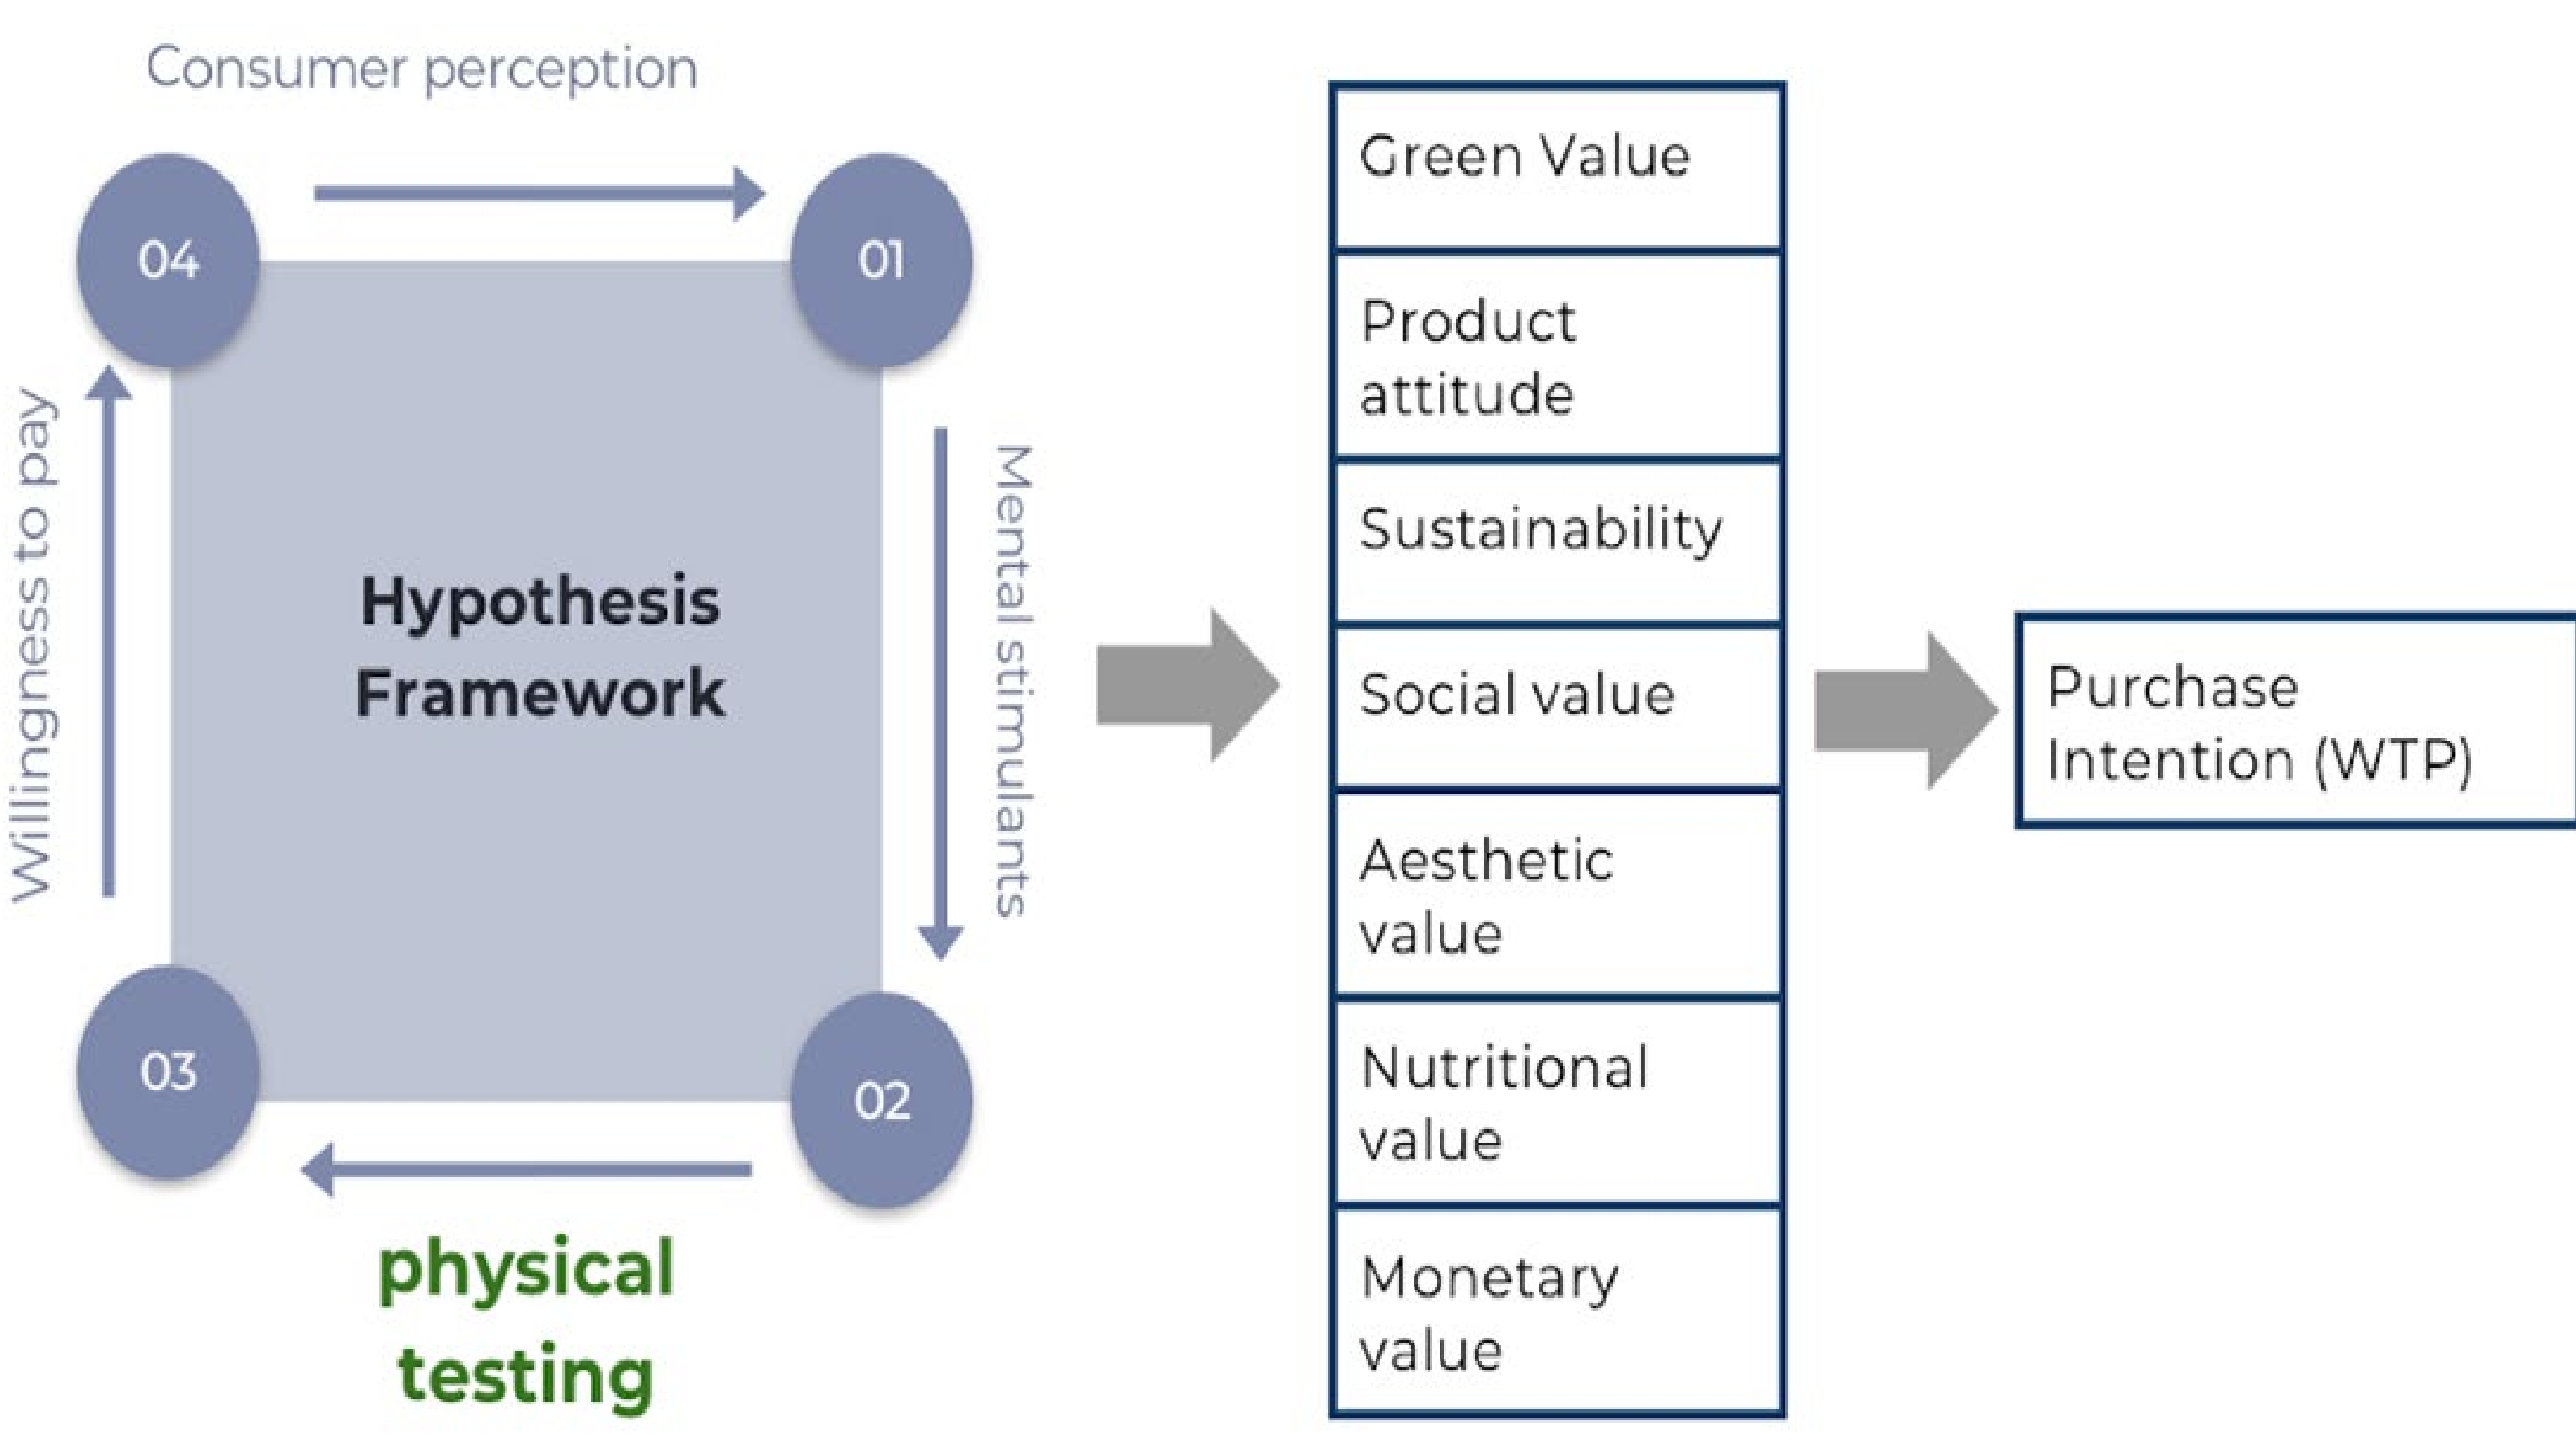 Consumer perception
04
01
Willingness to pay
Hypothesis
Framework
Mental stimulants
03
02
physical
testing
Green Value
Product
attitude
Sustainability
Social value
Aesthetic
value
Nutritional
value
Monetary
value
Purchase
Intention (WTP)